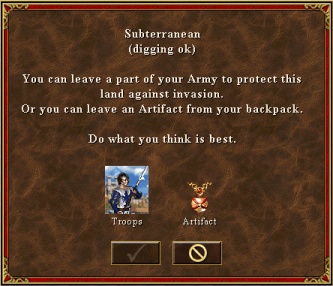 Subterranean
(digging ok)
You can leave a part of your Army to protect this
land against invasion.
Or you can leave an Artifact from your backpack.
Do what you think is best.
Troops
Artifact